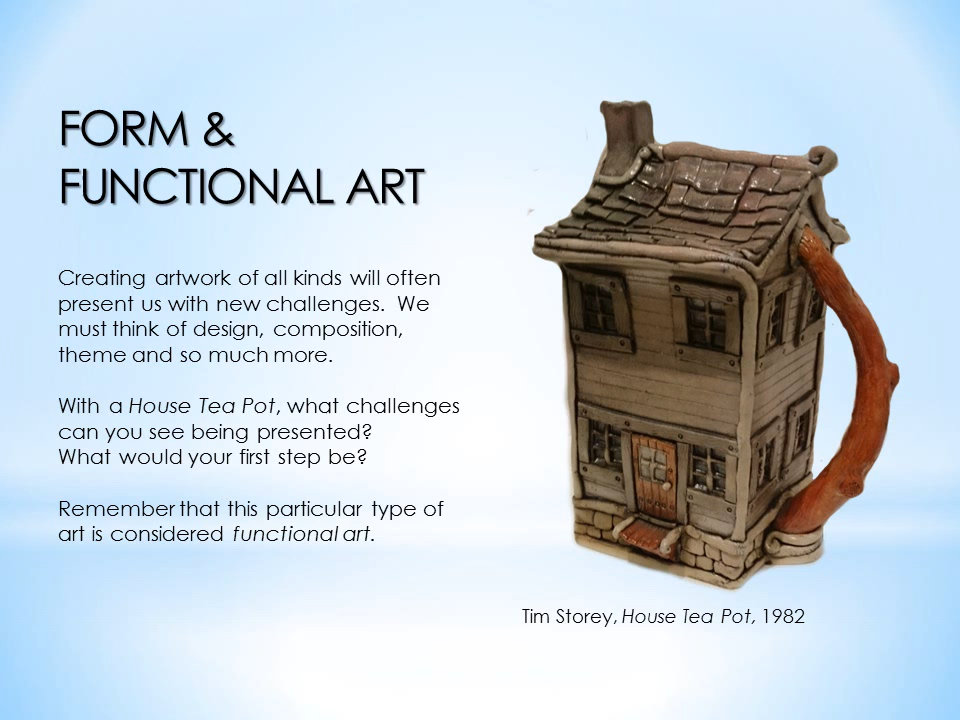 FORM &
FUNCTIONAL ART
Creating artwork of all kinds will often
present us with new challenges.  We
must think of design, composition,
theme and so much more.
With a House Tea Pot, what challenges
can you see being presented?
What would your first step be?
Remember that this particular type of
art is considered functional art.
Tim Storey, House Tea Pot, 1982